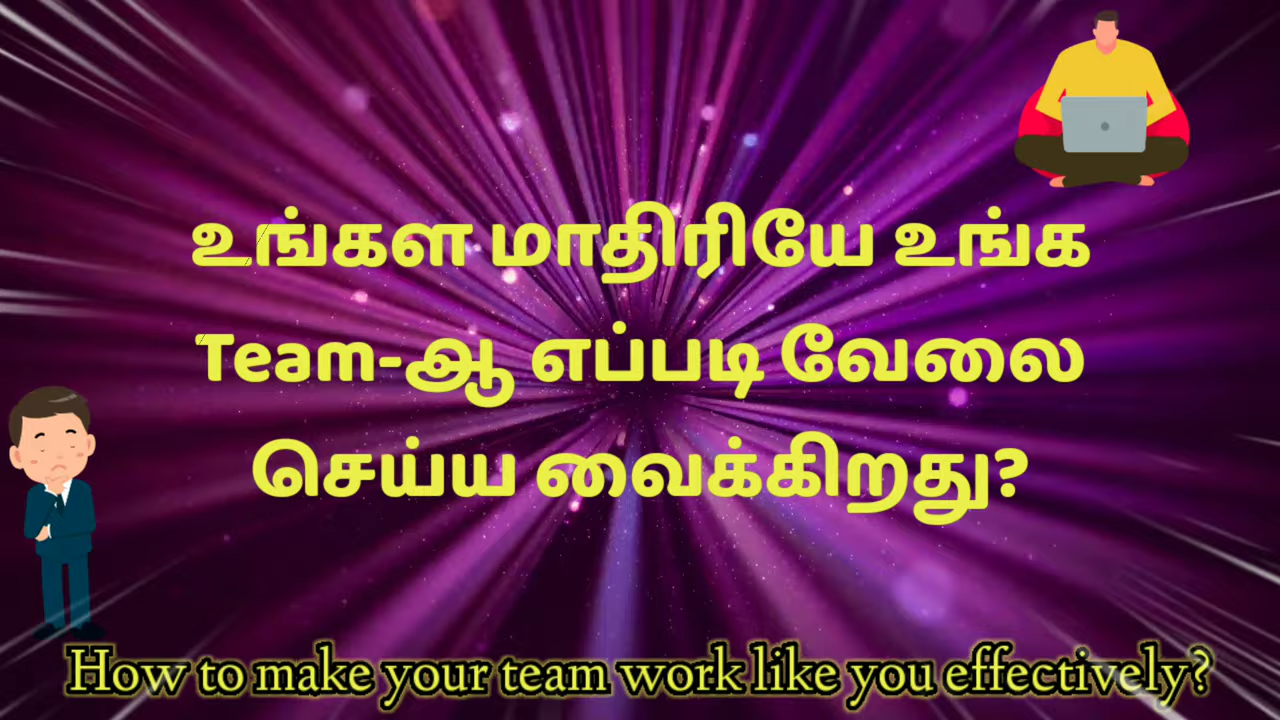 உங்கள மாதிரியே உங்க
Team-ஆ எப்படி வேலை
செய்ய வைக்கிறது?
How to make your team work like you effectively?